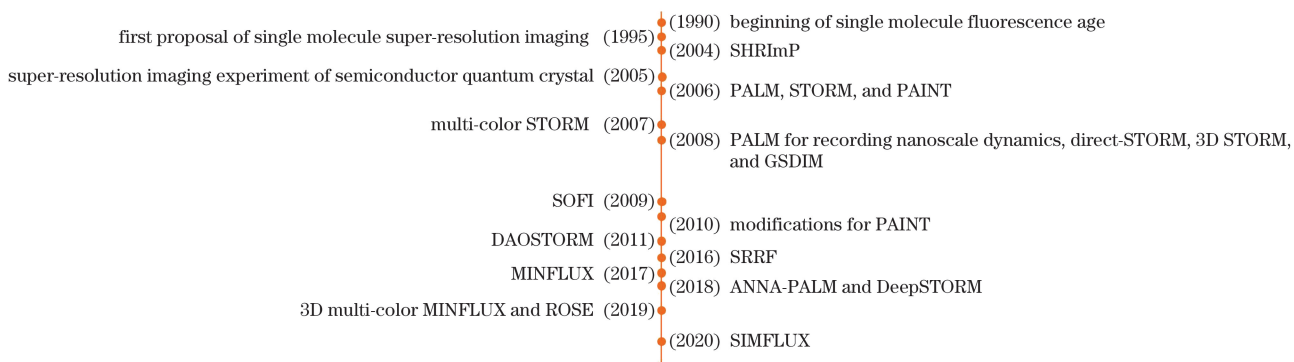 (1990) beginning of single molecule fluorescence age
first proposal of single molecule super-resolution imaging (1995)
(2004) SHRImP
super-resolution imaging experiment of semiconductor quantum crystal (2005)
(2006) PALM, STORM, and PAINT
multi-color STORM (2007)
(2008) PALM for recording nanoscale dynamics, direct-STORM, 3D STORM,
and GSDIM
SOFI (2009)
(2010) modifications for PAINT
DAOSTORM (2011)
(2016) SRRF
MINFLUX (2017)
(2018) ANNA-PALM and DeepSTORM
3D multi-color MINFLUX and ROSE (2019)
(2020) SIMFLUX